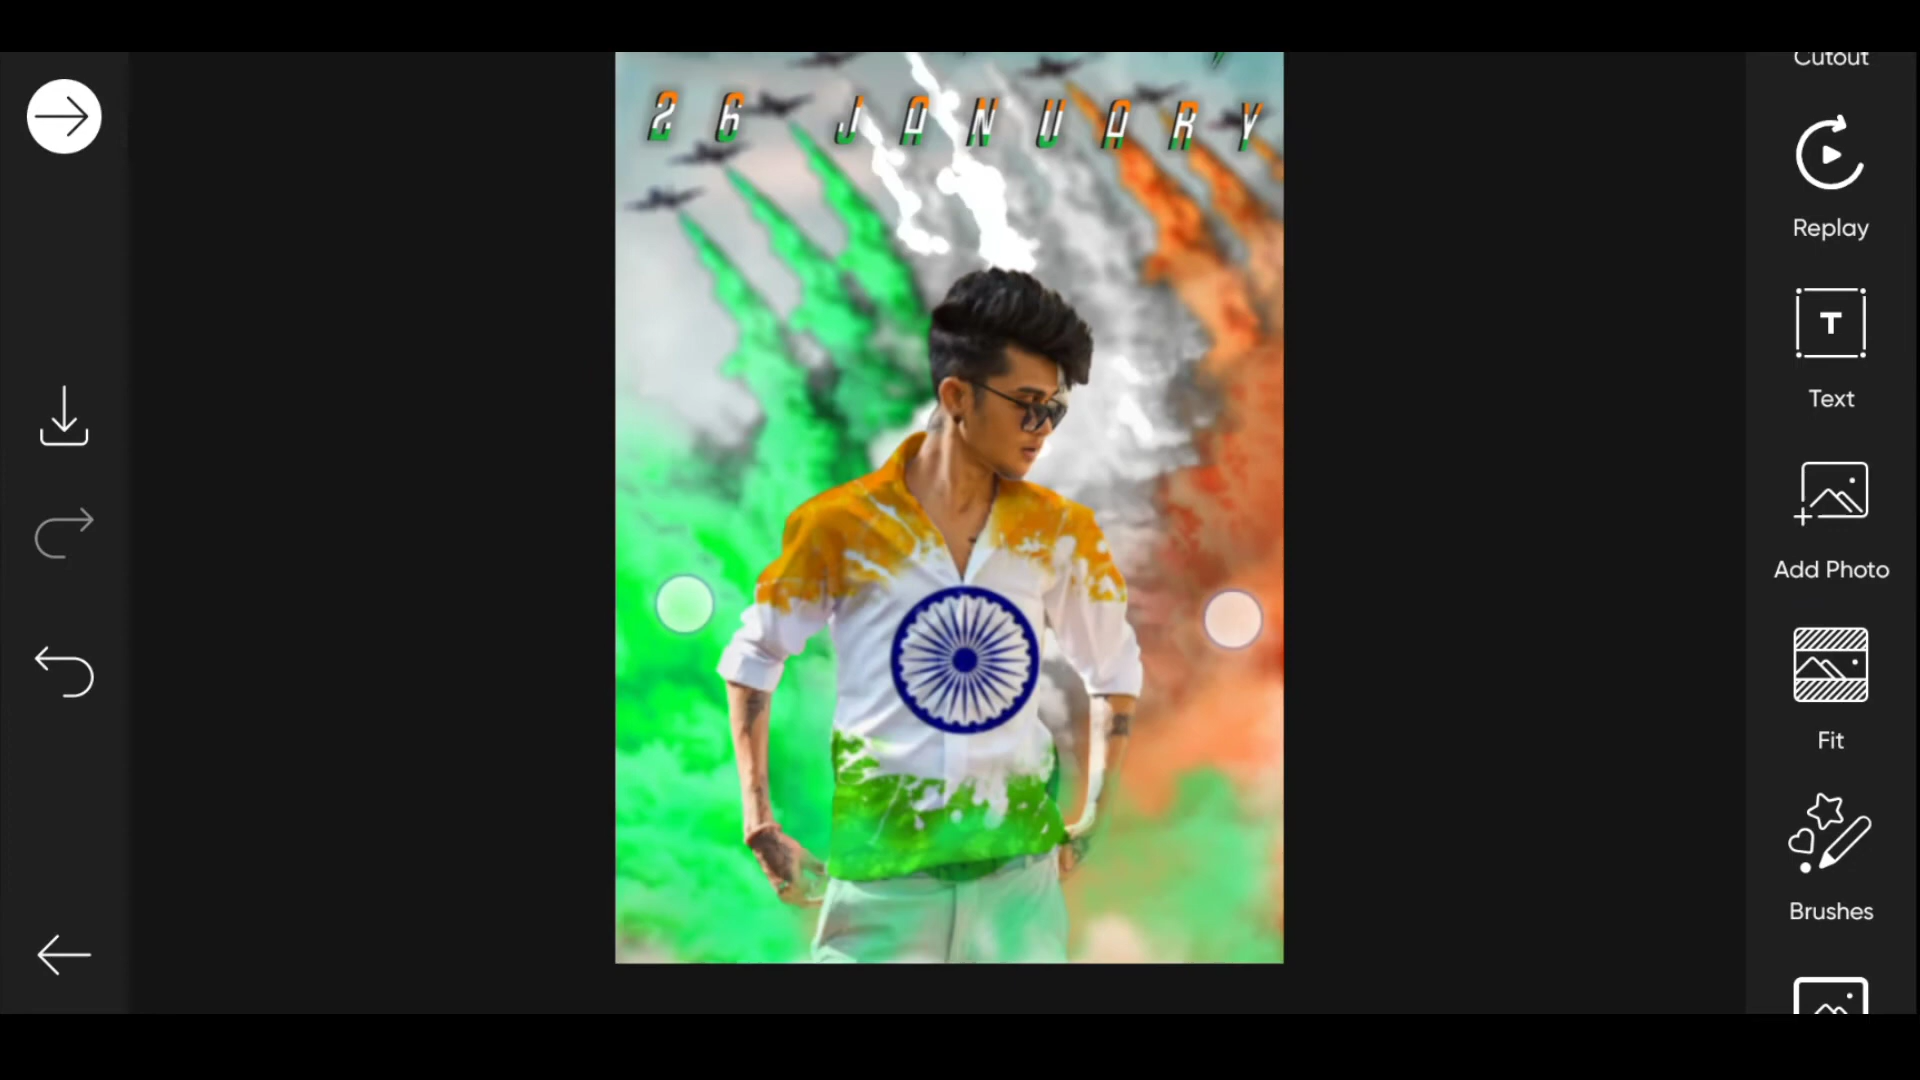 Cutout
26 JANUARY
Replay
T
Text
Add Photo
Fit
Brushes